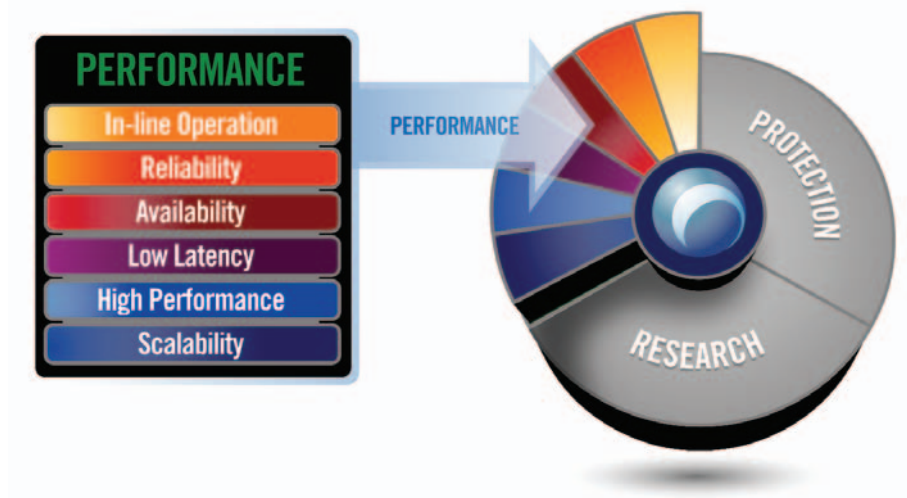 PERFORMANCE
In-line Operation
Reliability
Availability
Low Latency
High Performance
Scalability
PERFORMANCE
PROTECTION
RESEARCH